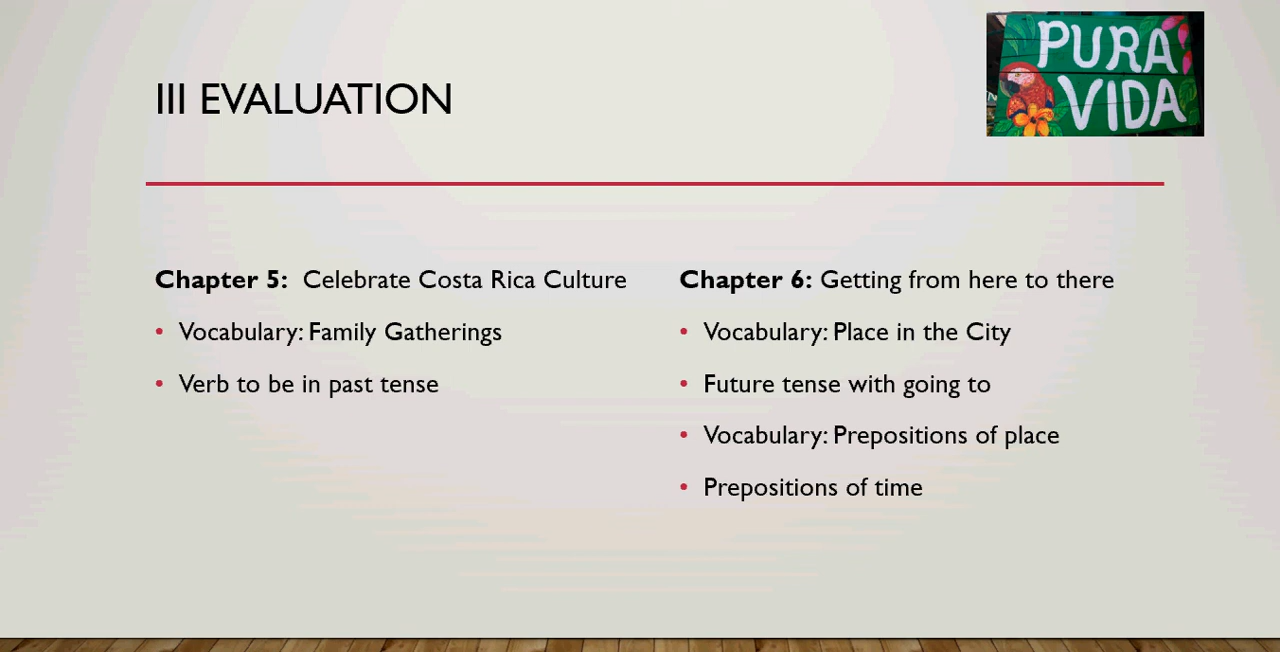 PURA
VIDA
III EVALUATION
Chapter 5: Celebrate Costa Rica Culture
• Vocabulary: Family Gatherings
• Verb to be in past tense
Chapter 6: Getting from here to there
• Vocabulary: Place in the City
• Future tense with going to
• Vocabulary: Prepositions of place
• Prepositions of time